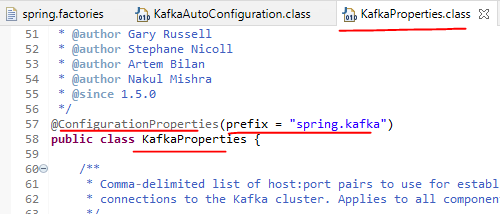 spring.factories KafkaAutoConfiguration.class KafkaProperties.class
51 * @author Gary Russell
52 * @author Stephane Nicoll
53 * @author Artem Bilan
54 * @author Nakul Mishra
55 * @since 1.5.0
56 */
57 @ConfigurationProperties(prefix = "spring.kafka")
58 public class KafkaProperties {
59
60 /**
61 * Comma-delimited list of host:port pairs to use for establ
62 * connections to the Kafka cluster. Applies to all componen
63 */